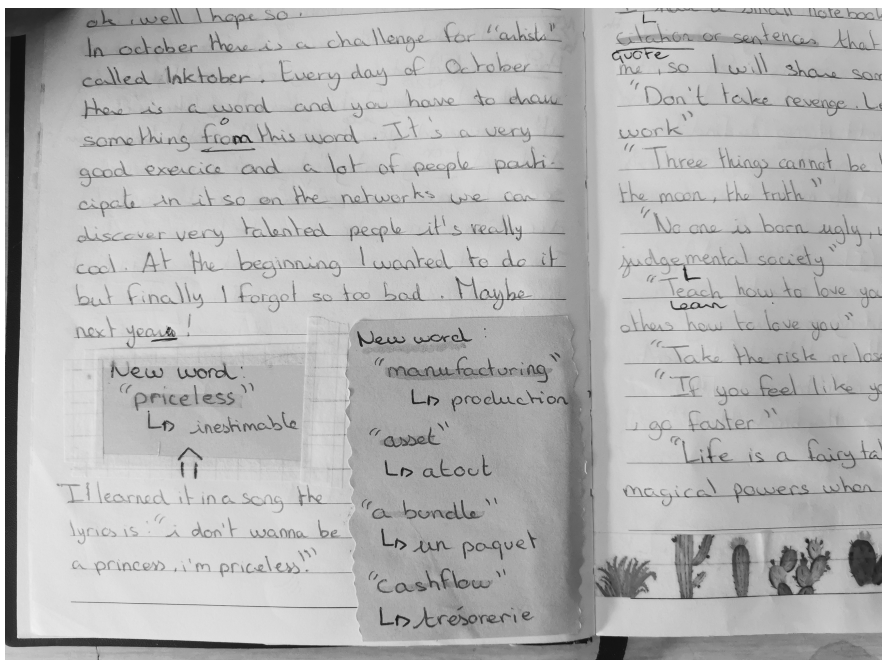 ok, well I hope so.
In october there is a challenge for "artists"
called Inktober. Every day of October
there is a word and you have to draw
something from this word. It's a very
good exercice and a lot of people parti-
cipate in it so on the networks we can
discover very talented people it's really
cool. At the beginning I wanted to do it
but finally I forgot so too bad. Maybe
next year!
New word:
"priceless"
↳ inestimable
I learned it in a song the
lyrics is: "i don't wanna be
a princess, i'm priceless!"
New word:
"manufacturing"
↳ production
"asset"
↳ atout
"a bundle"
↳ un paquet
"cashflow"
↳ trésorerie
small notebook
citation or sentences that
quote
me, so I will share
"Don't take revenge.
work"
"Three things cannot be
the moon, the truth"
"No one is born ugly,
judgemental society"
"Teach how to love
Learn
others how to love you"
"Take the risk or
"If you feel like
go faster"
"Life is a fairy
magical powers when